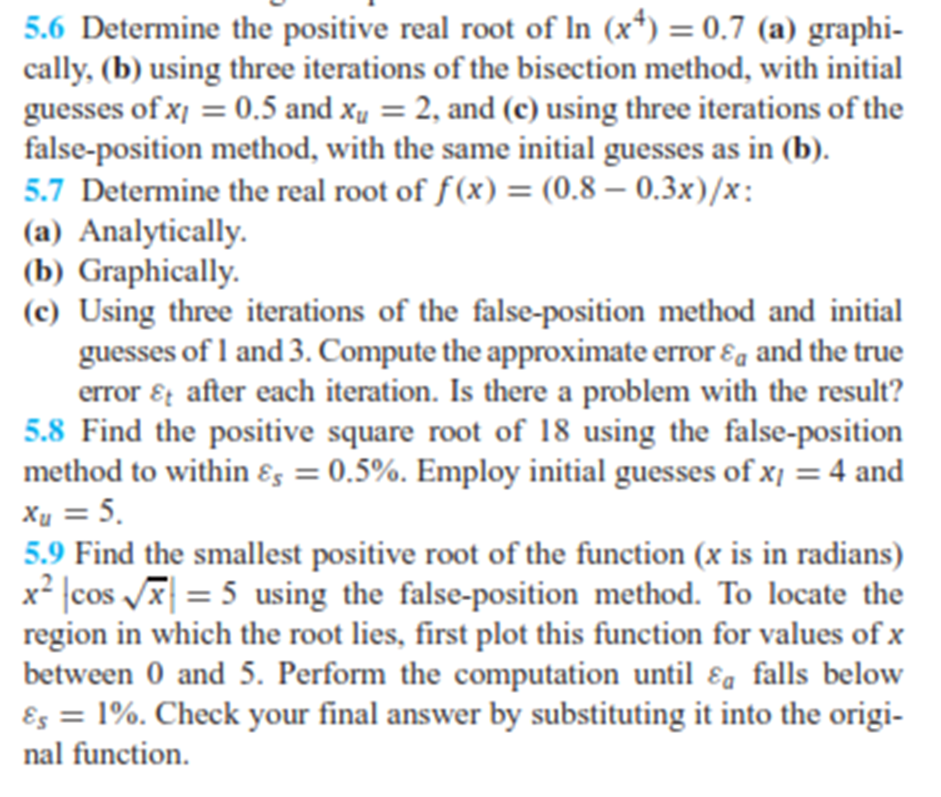 5.6 Determine the positive real root of ln (x⁴) = 0.7 (a) graphi-
cally, (b) using three iterations of the bisection method, with initial
guesses of xₗ = 0.5 and xᵤ = 2, and (c) using three iterations of the
false-position method, with the same initial guesses as in (b).
5.7 Determine the real root of f(x) = (0.8 – 0.3x)/x:
(a) Analytically.
(b) Graphically.
(c) Using three iterations of the false-position method and initial
guesses of 1 and 3. Compute the approximate error εₐ and the true
error εₜ after each iteration. Is there a problem with the result?
5.8 Find the positive square root of 18 using the false-position
method to within εₛ = 0.5%. Employ initial guesses of xₗ = 4 and
xᵤ = 5.
5.9 Find the smallest positive root of the function (x is in radians)
x² |cos √x| = 5 using the false-position method. To locate the
region in which the root lies, first plot this function for values of x
between 0 and 5. Perform the computation until εₐ falls below
εₛ = 1%. Check your final answer by substituting it into the origi-
nal function.